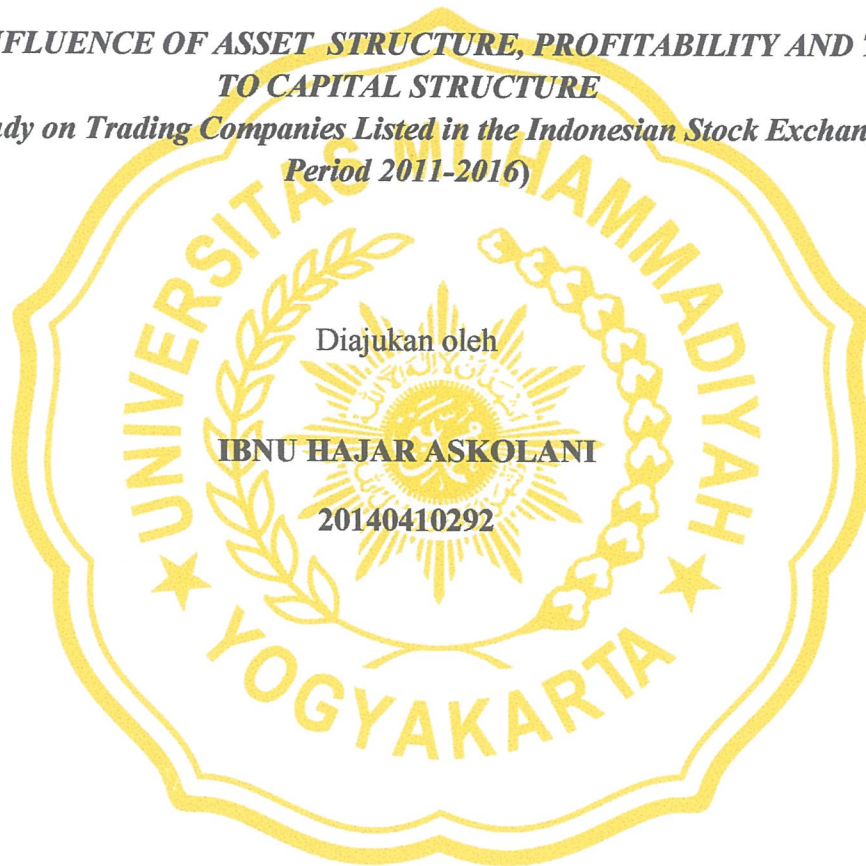 NFLUENCE OF ASSET STRUCTURE, PROFITABILITY AND
TO CAPITAL STRUCTURE
dy on Trading Companies Listed in the Indonesian Stock Exchan
Period 2011-2016)
UNIVERSITAS MUHAMMADIYAH
Diajukan oleh
IBNU HAJAR ASKOLANI
20140410292
★ YOGYAKARTA ★